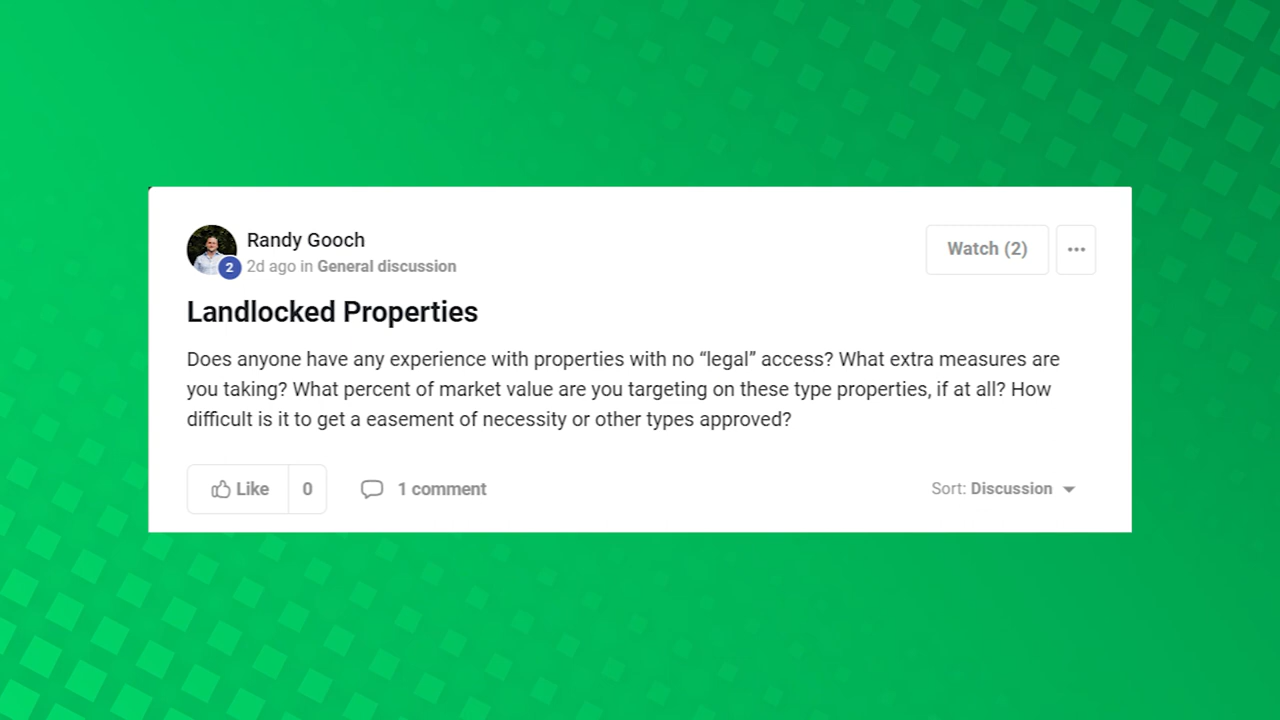 Randy Gooch
2
2d ago in General discussion
Watch (2)
Landlocked Properties
Does anyone have any experience with properties with no “legal” access? What extra measures are
you taking? What percent of market value are you targeting on these type properties, if at all? How
difficult is it to get a easement of necessity or other types approved?
Like
0
1 comment
Sort: Discussion